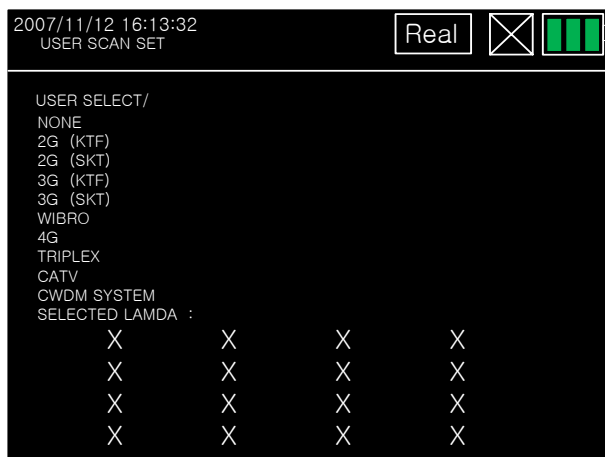 2007/11/12 16:13:32
Real
USER SCAN SET
USER SELECT/
NONE
2G (KTF)
2G (SKT)
3G (KTF)
3G (SKT)
WIBRO
4G
TRIPLEX
CATV
CWDM SYSTEM
SELECTED LAMDA :
X X X X
X X X X
X X X X
X X X X